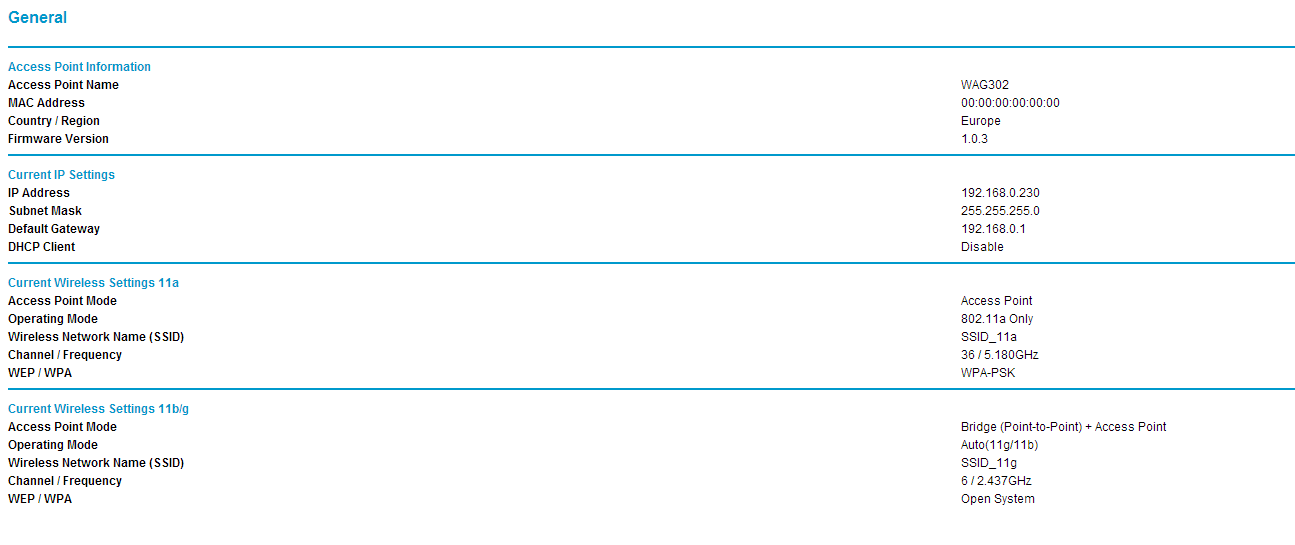 General
Access Point Information
Access Point Name WAG302
MAC Address 00:00:00:00:00:00
Country / Region Europe
Firmware Version 1.0.3
Current IP Settings
IP Address 192.168.0.230
Subnet Mask 255.255.255.0
Default Gateway 192.168.0.1
DHCP Client Disable
Current Wireless Settings 11a
Access Point Mode Access Point
Operating Mode 802.11a Only
Wireless Network Name (SSID) SSID_11a
Channel / Frequency 36 / 5.180GHz
WEP / WPA WPA-PSK
Current Wireless Settings 11b/g
Access Point Mode Bridge (Point-to-Point) + Access Point
Operating Mode Auto(11g/11b)
Wireless Network Name (SSID) SSID_11g
Channel / Frequency 6 / 2.437GHz
WEP / WPA Open System